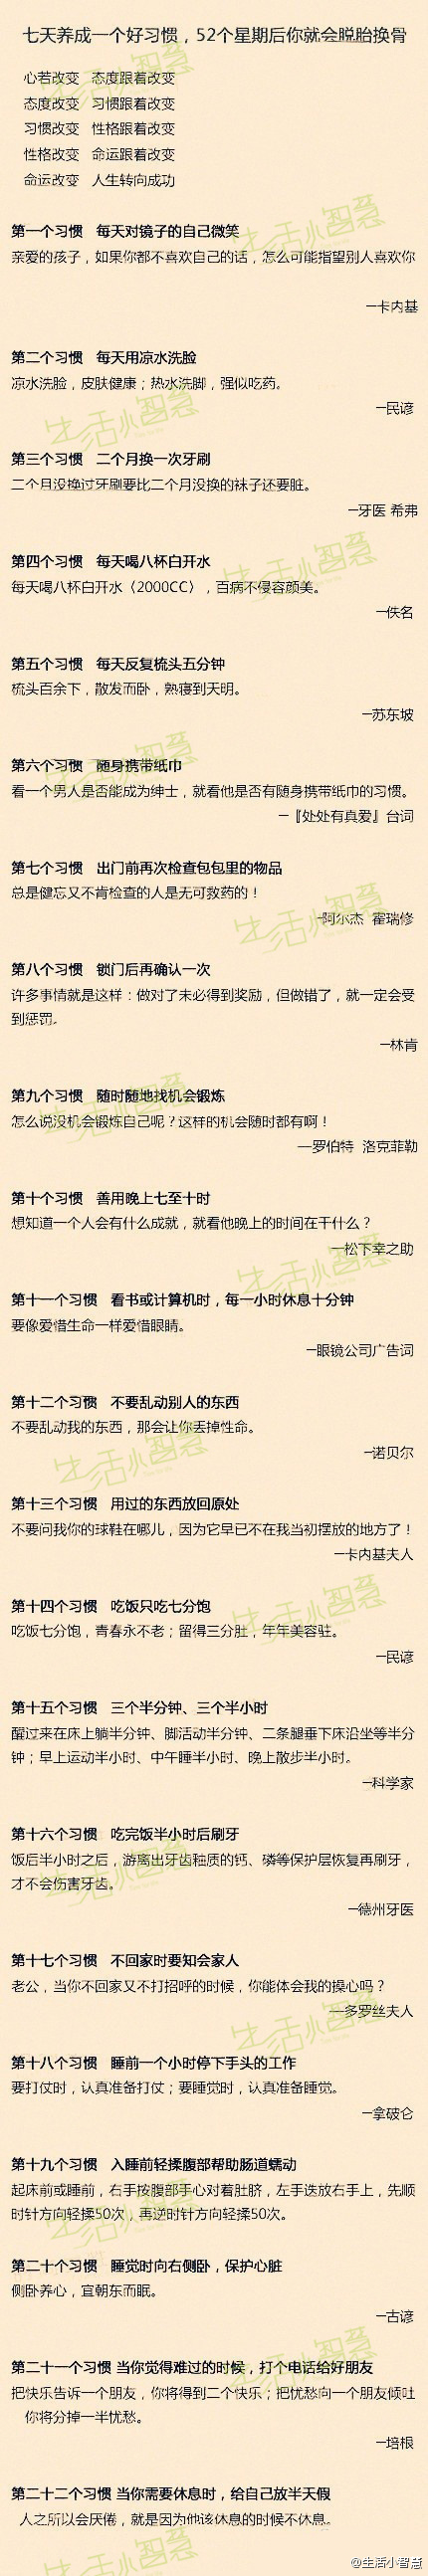 七天养成一个好习惯，52个星期后你就会脱胎换骨
心若改变 态度跟着改变
态度改变 习惯跟着改变
习惯改变 性格跟着改变
性格改变 命运跟着改变
命运改变 人生转向成功
第一个习惯 每天对镜子的自己微笑
亲爱的孩子，如果你都不喜欢自己的话，怎么可能指望别人喜欢你
—卡内基
第二个习惯 每天用凉水洗脸
凉水洗脸，皮肤健康；热水洗脚，强似吃药。
—民谚
第三个习惯 二个月换一次牙刷
二个月没换过牙刷要比二个月没换的袜子还要脏。
—牙医 希弗
第四个习惯 每天喝八杯白开水
每天喝八杯白开水〈2000CC〉，百病不侵容颜美。
—佚名
第五个习惯 每天反复梳头五分钟
梳头百余下，散发而卧，熟寝到天明。
—苏东坡
第六个习惯 随身携带纸巾
看一个男人是否能成为绅士，就看他是否有随身携带纸巾的习惯。
—『处处有真爱』台词
第七个习惯 出门前再次检查包包里的物品
总是健忘又不肯检查的人是无可救药的！
—阿尔杰 霍瑞修
第八个习惯 锁门后再确认一次
许多事情就是这样：做对了未必得到奖励，但做错了，就一定会受
到惩罚。
—林肯
第九个习惯 随时随地找机会锻炼
怎么说没机会锻炼自己呢？这样的机会随时都有啊！
—罗伯特 洛克菲勒
第十个习惯 善用晚上七至十时
想知道一个人会有什么成就，就看他晚上的时间在干什么？
—松下幸之助
第十一个习惯 看书或计算机时，每一小时休息十分钟
要像爱惜生命一样爱惜眼睛。
—眼镜公司广告词
第十二个习惯 不要乱动别人的东西
不要乱动我的东西，那会让你丢掉性命。
—诺贝尔
第十三个习惯 用过的东西放回原处
不要问我你的球鞋在哪儿，因为它早已不在我当初摆放的地方了！
—卡内基夫人
第十四个习惯 吃饭只吃七分饱
吃饭七分饱，青春永不老；留得三分肚，年年美容驻。
—民谚
第十五个习惯 三个半分钟、三个半小时
醒过来在床上躺半分钟、脚活动半分钟、二条腿垂下床沿坐等半分
钟；早上运动半小时、中午睡半小时、晚上散步半小时。
—科学家
第十六个习惯 吃完饭半小时后刷牙
饭后半小时之后，游离出牙齿釉质的钙、磷等保护层恢复再刷牙，
才不会伤害牙齿。
—德州牙医
第十七个习惯 不回家时要知会家人
老公，当你不回家又不打招呼的时候，你能体会我的操心吗？
—多罗丝夫人
第十八个习惯 睡前一个小时停下手头的工作
要打仗时，认真准备打仗；要睡觉时，认真准备睡觉。
—拿破仑
第十九个习惯 入睡前轻揉腹部帮助肠道蠕动
起床前或睡前，右手按腹部手心对着肚脐，左手迭放右手上，先顺
时针方向轻揉50次，再逆时针方向轻揉50次。
第二十个习惯 睡觉时向右侧卧，保护心脏
侧卧养心，宜朝东而眠。
—古谚
第二十一个习惯 当你觉得难过的时候，打个电话给好朋友
把快乐告诉一个朋友，你将得到二个快乐；把忧愁向一个朋友倾吐
你将分掉一半忧愁。
—培根
第二十二个习惯 当你需要休息时，给自己放半天假
人之所以会厌倦，就是因为他该休息的时候不休息。
@生活小智慧